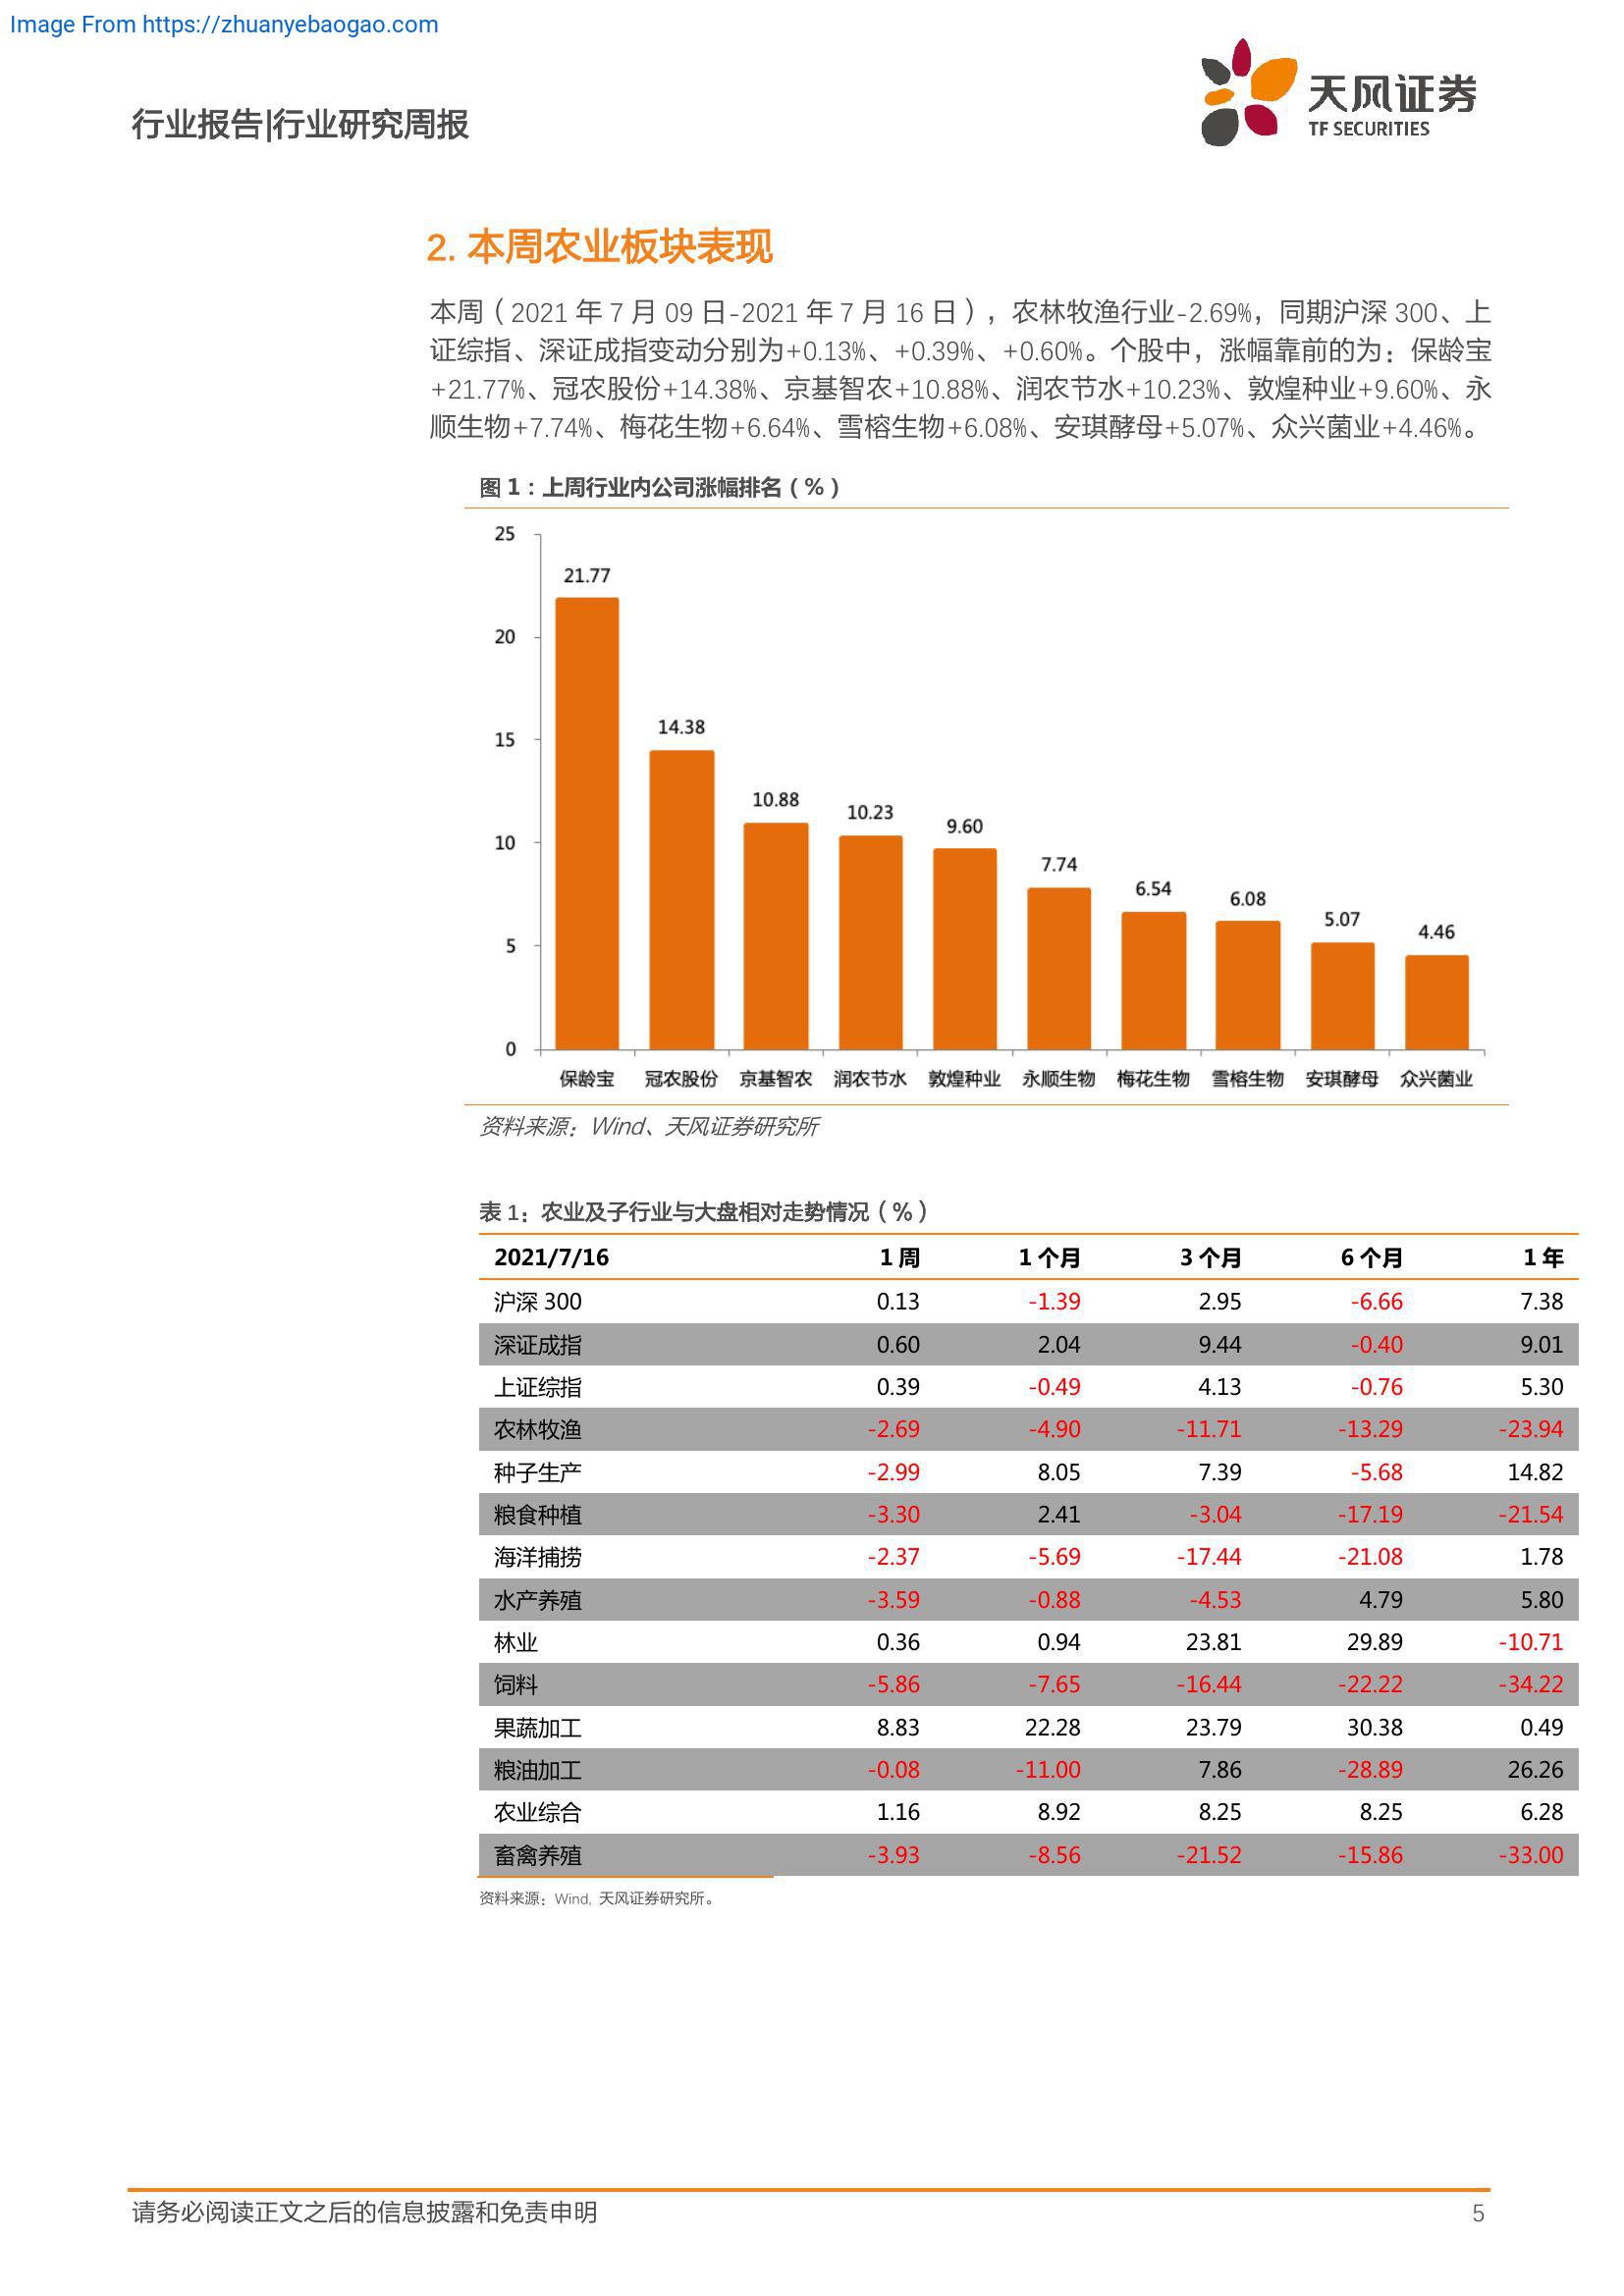 Image From https://zhuanyebaogao.com
行业报告|行业研究周报
天风证券
TF SECURITIES
2. 本周农业板块表现
本周（2021 年 7 月 09 日-2021 年 7 月 16 日），农林牧渔行业-2.69%，同期沪深 300、上
证综指、深证成指变动分别为+0.13%、+0.39%、+0.60%。个股中，涨幅靠前的为：保龄宝
+21.77%、冠农股份+14.38%、京基智农+10.88%、润农节水+10.23%、敦煌种业+9.60%、永
顺生物+7.74%、梅花生物+6.64%、雪榕生物+6.08%、安琪酵母+5.07%、众兴菌业+4.46%。
图 1：上周行业内公司涨幅排名（%）
25
20
15
10
5
0
21.77
14.38
10.88
10.23
9.60
7.74
6.54
6.08
5.07
4.46
保龄宝 冠农股份 京基智农 润农节水 敦煌种业 永顺生物 梅花生物 雪榕生物 安琪酵母 众兴菌业
资料来源：Wind、天风证券研究所
表 1：农业及子行业与大盘相对走势情况（%）
2021/7/16 1 周 1 个月 3 个月 6 个月 1 年
沪深 300 0.13 -1.39 2.95 -6.66 7.38
深证成指 0.60 2.04 9.44 -0.40 9.01
上证综指 0.39 -0.49 4.13 -0.76 5.30
农林牧渔 -2.69 -4.90 -11.71 -13.29 -23.94
种子生产 -2.99 8.05 7.39 -5.68 14.82
粮食种植 -3.30 2.41 -3.04 -17.19 -21.54
海洋捕捞 -2.37 -5.69 -17.44 -21.08 1.78
水产养殖 -3.59 -0.88 -4.53 4.79 5.80
林业 0.36 0.94 23.81 29.89 -10.71
饲料 -5.86 -7.65 -16.44 -22.22 -34.22
果蔬加工 8.83 22.28 23.79 30.38 0.49
粮油加工 -0.08 -11.00 7.86 -28.89 26.26
农业综合 1.16 8.92 8.25 8.25 6.28
畜禽养殖 -3.93 -8.56 -21.52 -15.86 -33.00
资料来源：Wind, 天风证券研究所。
请务必阅读正文之后的信息披露和免责申明 5